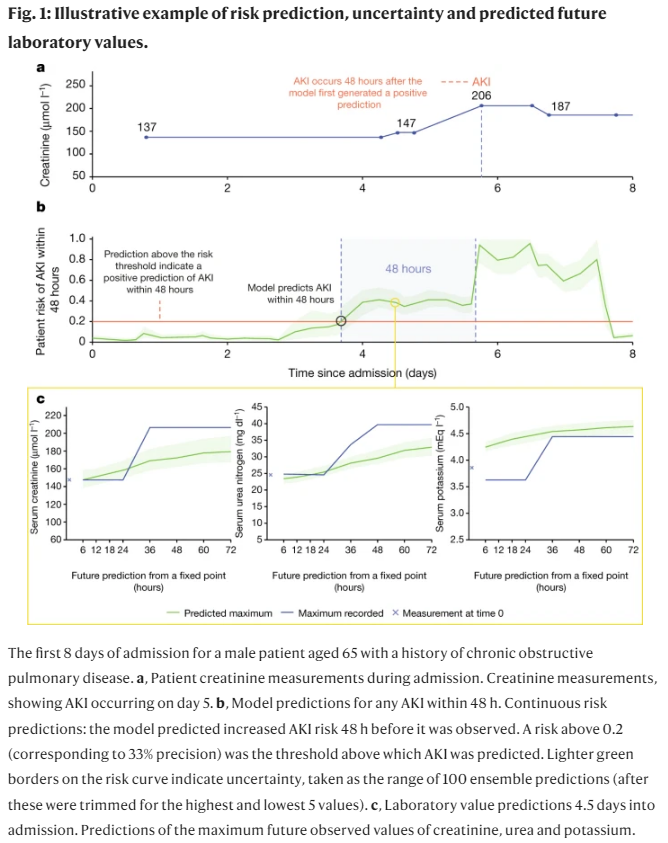 Fig. 1: Illustrative example of risk prediction, uncertainty and predicted future
laboratory values.
a
Creatinine (μmol l⁻¹)
250
200
150
100
50
0
2
4
6
8
137
147
206
187
AKI occurs 48 hours after the
model first generated a positive
prediction
AKI
b
Patient risk of AKI within
48 hours
1.0
0.8
0.6
0.4
0.2
0
0
2
4
6
8
Prediction above the risk
threshold indicate a
positive prediction of AKI
within 48 hours
Model predicts AKI
within 48 hours
48 hours
Time since admission (days)
c
Serum creatinine (μmol l⁻¹)
220
200
180
160
140
120
100
80
60
6 12 18 24 36 48 60 72
Future prediction from a fixed point
(hours)
Serum urea nitrogen (mg dl⁻¹)
45
40
35
30
25
20
15
10
5
6 12 18 24 36 48 60 72
Future prediction from a fixed point
(hours)
Serum potassium (mEq l⁻¹)
5.0
4.5
4.0
3.5
3.0
2.5
6 12 18 24 36 48 60 72
Future prediction from a fixed point
(hours)
Predicted maximum
Maximum recorded
× Measurement at time 0
The first 8 days of admission for a male patient aged 65 with a history of chronic obstructive
pulmonary disease. a, Patient creatinine measurements during admission. Creatinine measurements,
showing AKI occurring on day 5. b, Model predictions for any AKI within 48 h. Continuous risk
predictions: the model predicted increased AKI risk 48 h before it was observed. A risk above 0.2
(corresponding to 33% precision) was the threshold above which AKI was predicted. Lighter green
borders on the risk curve indicate uncertainty, taken as the range of 100 ensemble predictions (after
these were trimmed for the highest and lowest 5 values). c, Laboratory value predictions 4.5 days into
admission. Predictions of the maximum future observed values of creatinine, urea and potassium.